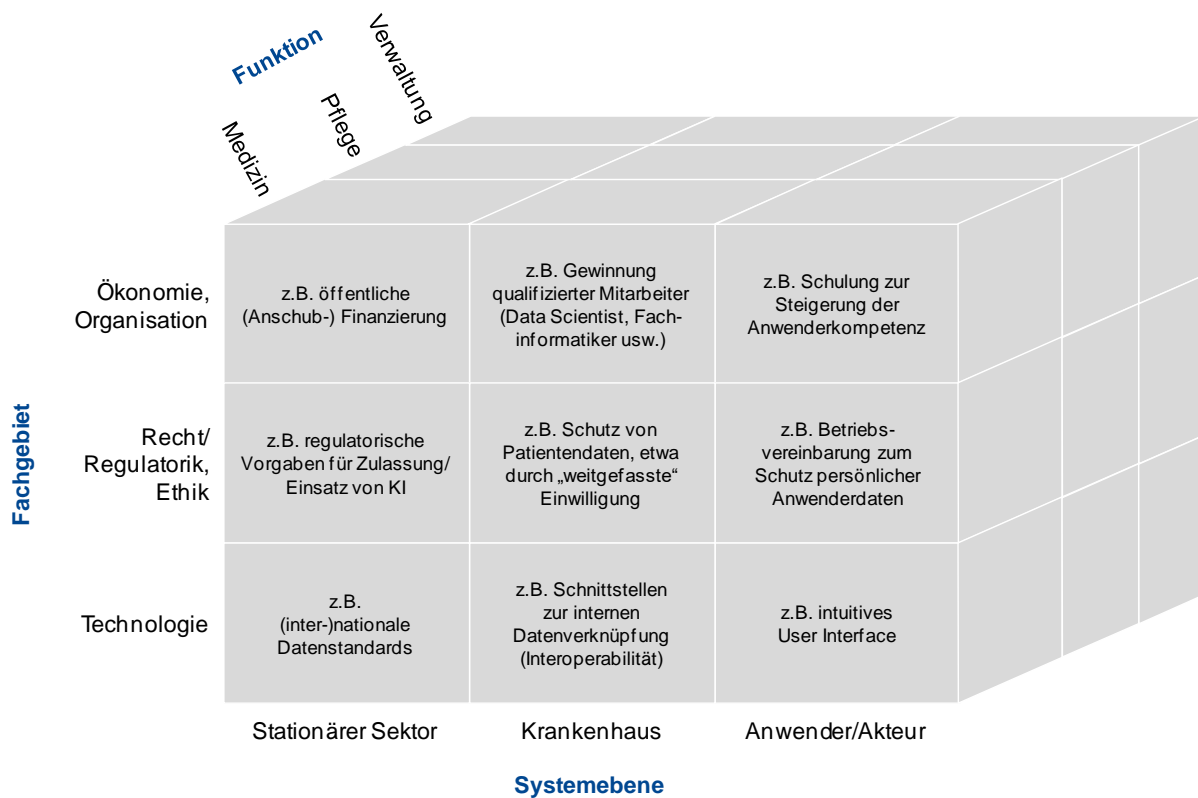 Funktion
Verwaltung
Pflege
Medizin
Fachgebiet
Ökonomie,
Organisation
z.B. öffentliche
(Anschub-) Finanzierung
z.B. Gewinnung
qualifizierter Mitarbeiter
(Data Scientist, Fach-
informatiker usw.)
z.B. Schulung zur
Steigerung der
Anwenderkompetenz
Recht/
Regulatorik,
Ethik
z.B. regulatorische
Vorgaben für Zulassung/
Einsatz von KI
z.B. Schutz von
Patientendaten, etwa
durch „weitgefasste“
Einwilligung
z.B. Betriebs-
vereinbarung zum
Schutz persönlicher
Anwenderdaten
Technologie
z.B.
(inter-)nationale
Datenstandards
z.B. Schnittstellen
zur internen
Datenverknüpfung
(Interoperabilität)
z.B. intuitives
User Interface
Stationärer Sektor
Krankenhaus
Anwender/Akteur
Systemebene